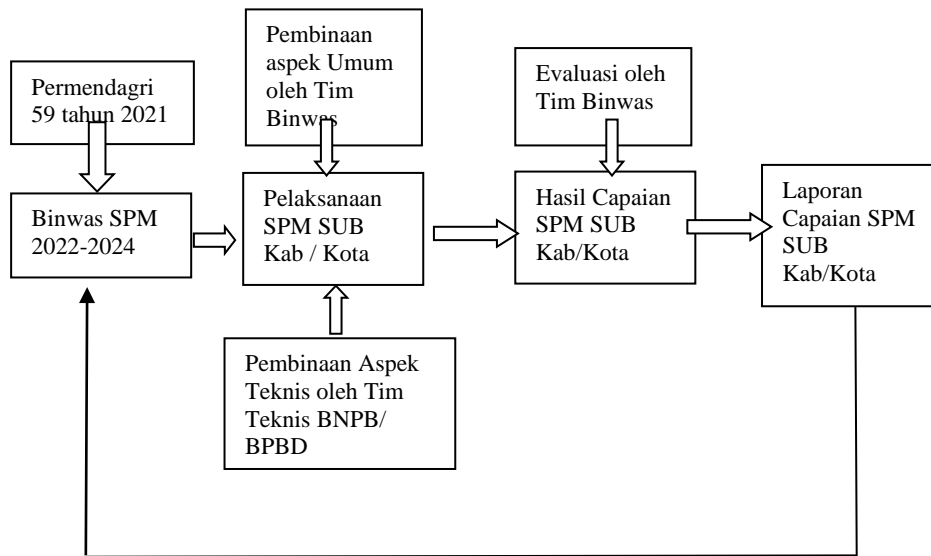 Permendagri
59 tahun 2021
Pembinaan
aspek Umum
oleh Tim
Binwas
Evaluasi oleh
Tim Binwas
Binwas SPM
2022-2024
Pelaksanaan
SPM SUB
Kab / Kota
Hasil Capaian
SPM SUB
Kab/Kota
Laporan
Capaian SPM
SUB
Kab/Kota
Pembinaan Aspek
Teknis oleh Tim
Teknis BNPB/
BPBD